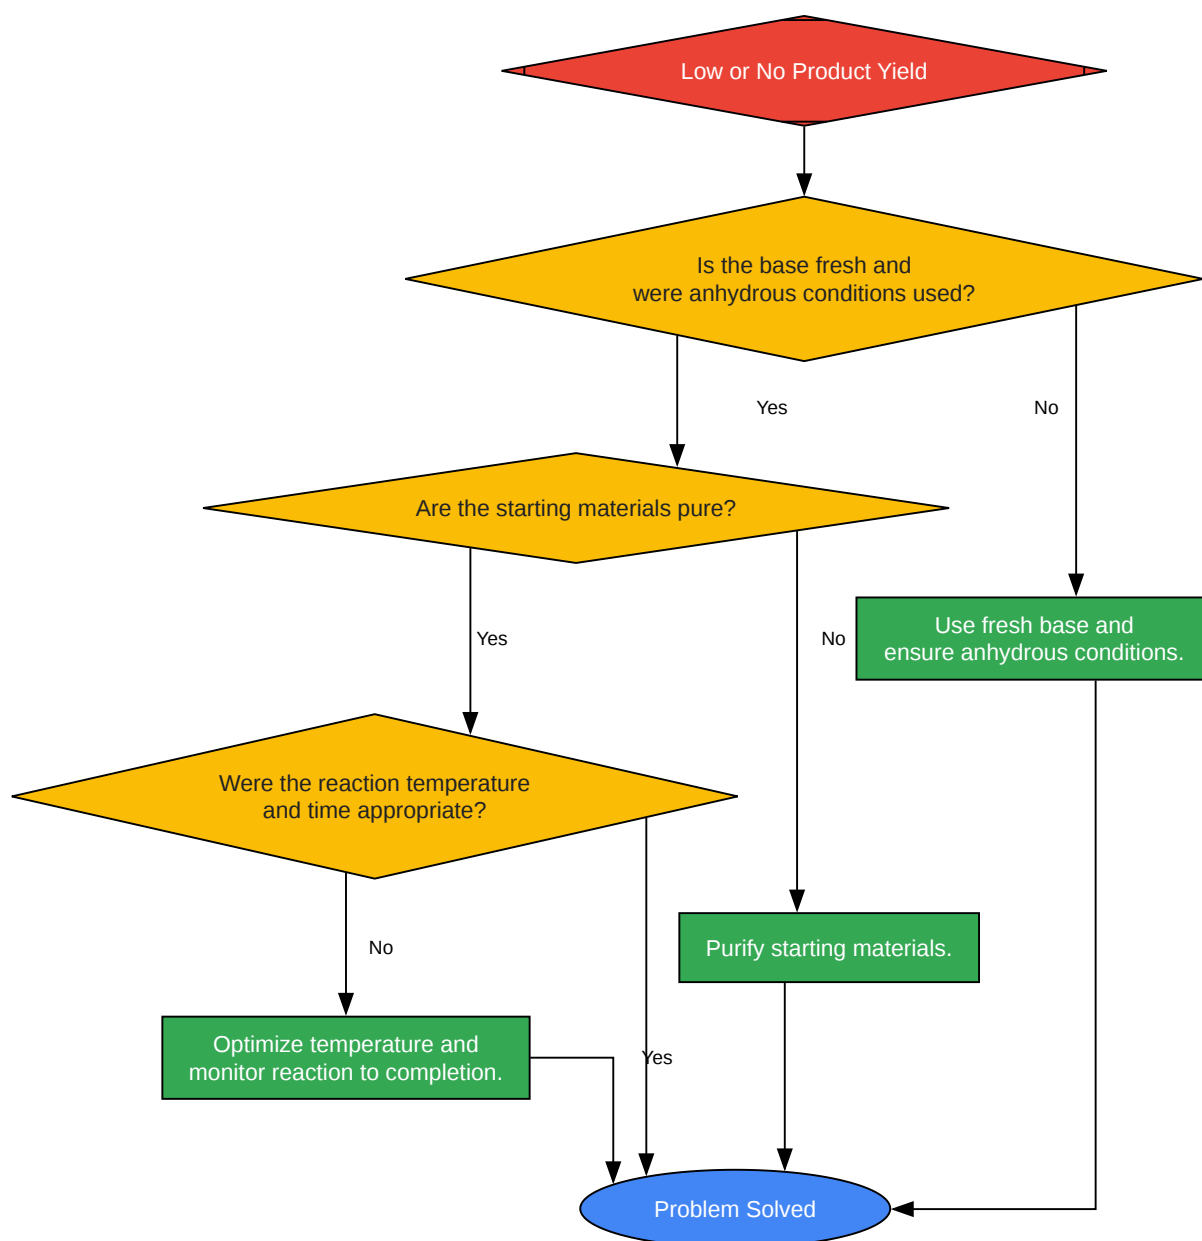 Low or No Product Yield
Is the base fresh and
were anhydrous conditions used?
Yes
No
Are the starting materials pure?
Use fresh base and
ensure anhydrous conditions.
Yes
No
Were the reaction temperature
and time appropriate?
No
Purify starting materials.
Optimize temperature and
monitor reaction to completion.
Yes
Problem Solved